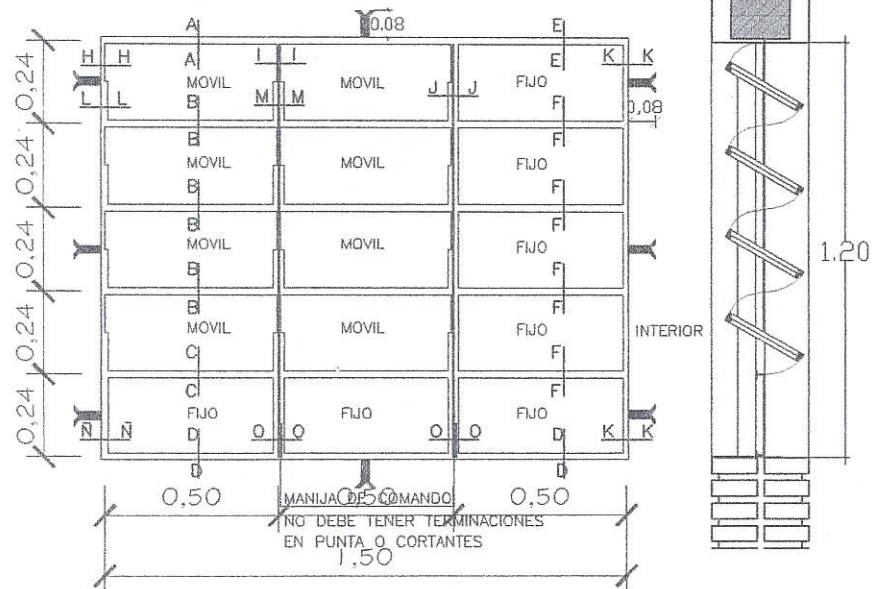 A 0,08 E
H H A I I E K K
MOVIL MOVIL FIJO
L L B M M J J F 0,08
0,24
B F
MOVIL MOVIL FIJO
B F
0,24
B F
MOVIL MOVIL FIJO
B F
0,24
B F
MOVIL MOVIL FIJO INTERIOR
C F
0,24
C F
FIJO FIJO FIJO
Ñ Ñ D O O O O D K K
0,24
D D
0,50 0,50 0,50
MANIJA DE COMANDO
NO DEBE TENER TERMINACIONES
EN PUNTA O CORTANTES
1,50
1,20